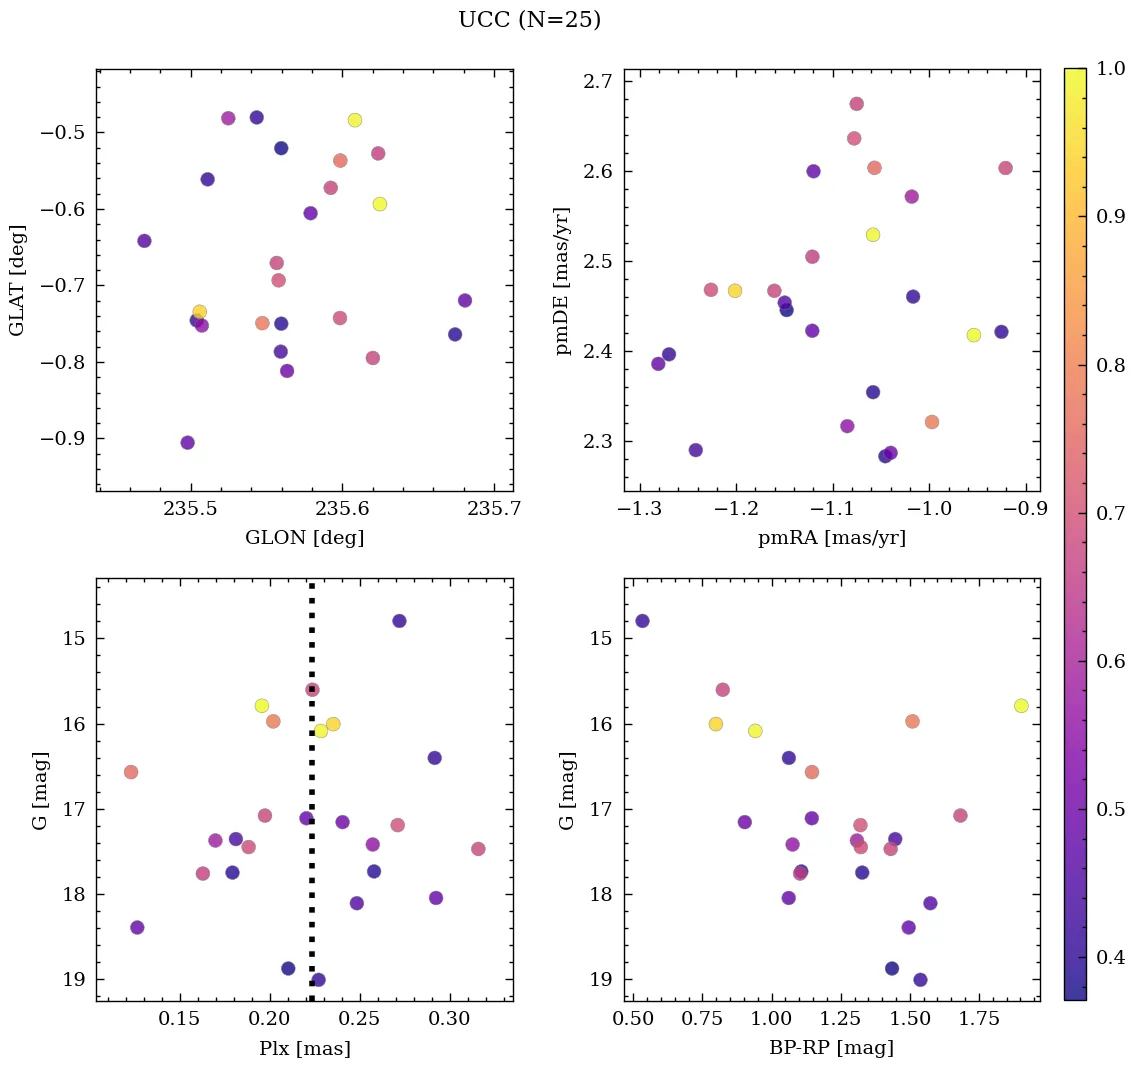 UCC (N=25)
−0.5
−0.6
−0.7
−0.8
−0.9
GLAT [deg]
235.5 235.6 235.7
GLON [deg]
2.7
2.6
2.5
2.4
2.3
pmDE [mas/yr]
−1.3 −1.2 −1.1 −1.0 −0.9
pmRA [mas/yr]
15
16
17
18
19
G [mag]
0.15 0.20 0.25 0.30
Plx [mas]
15
16
17
18
19
G [mag]
0.50 0.75 1.00 1.25 1.50 1.75
BP-RP [mag]
1.0
0.9
0.8
0.7
0.6
0.5
0.4